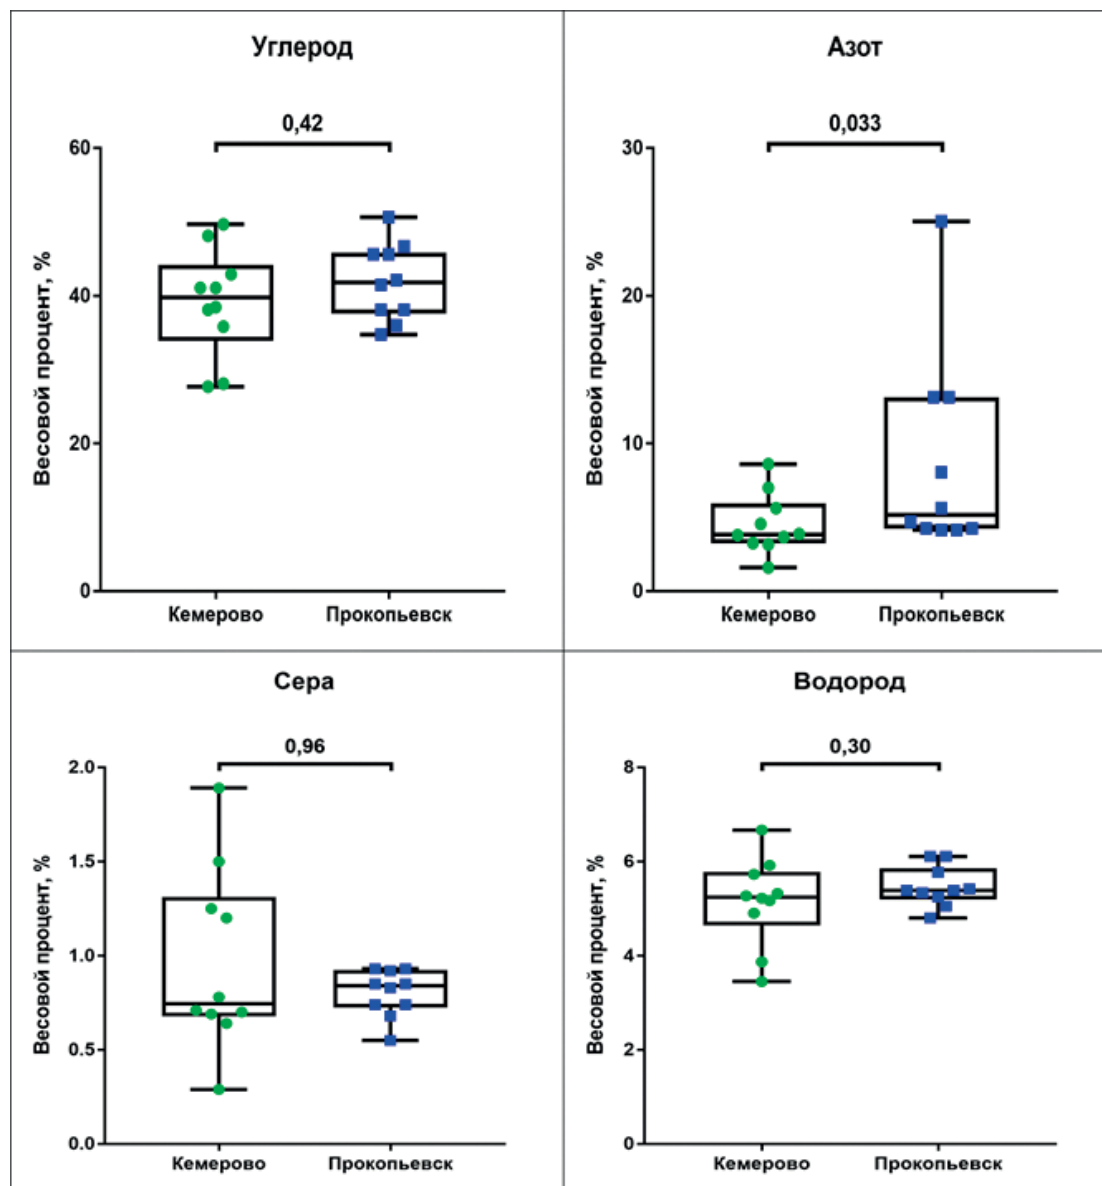 Углерод
0,42
60
40
20
0
Весовой процент, %
Кемерово Прокопьевск
Азот
0,033
30
20
10
0
Весовой процент, %
Кемерово Прокопьевск
Сера
0,96
2.0
1.5
1.0
0.5
0.0
Весовой процент, %
Кемерово Прокопьевск
Водород
0,30
8
6
4
2
0
Весовой процент, %
Кемерово Прокопьевск